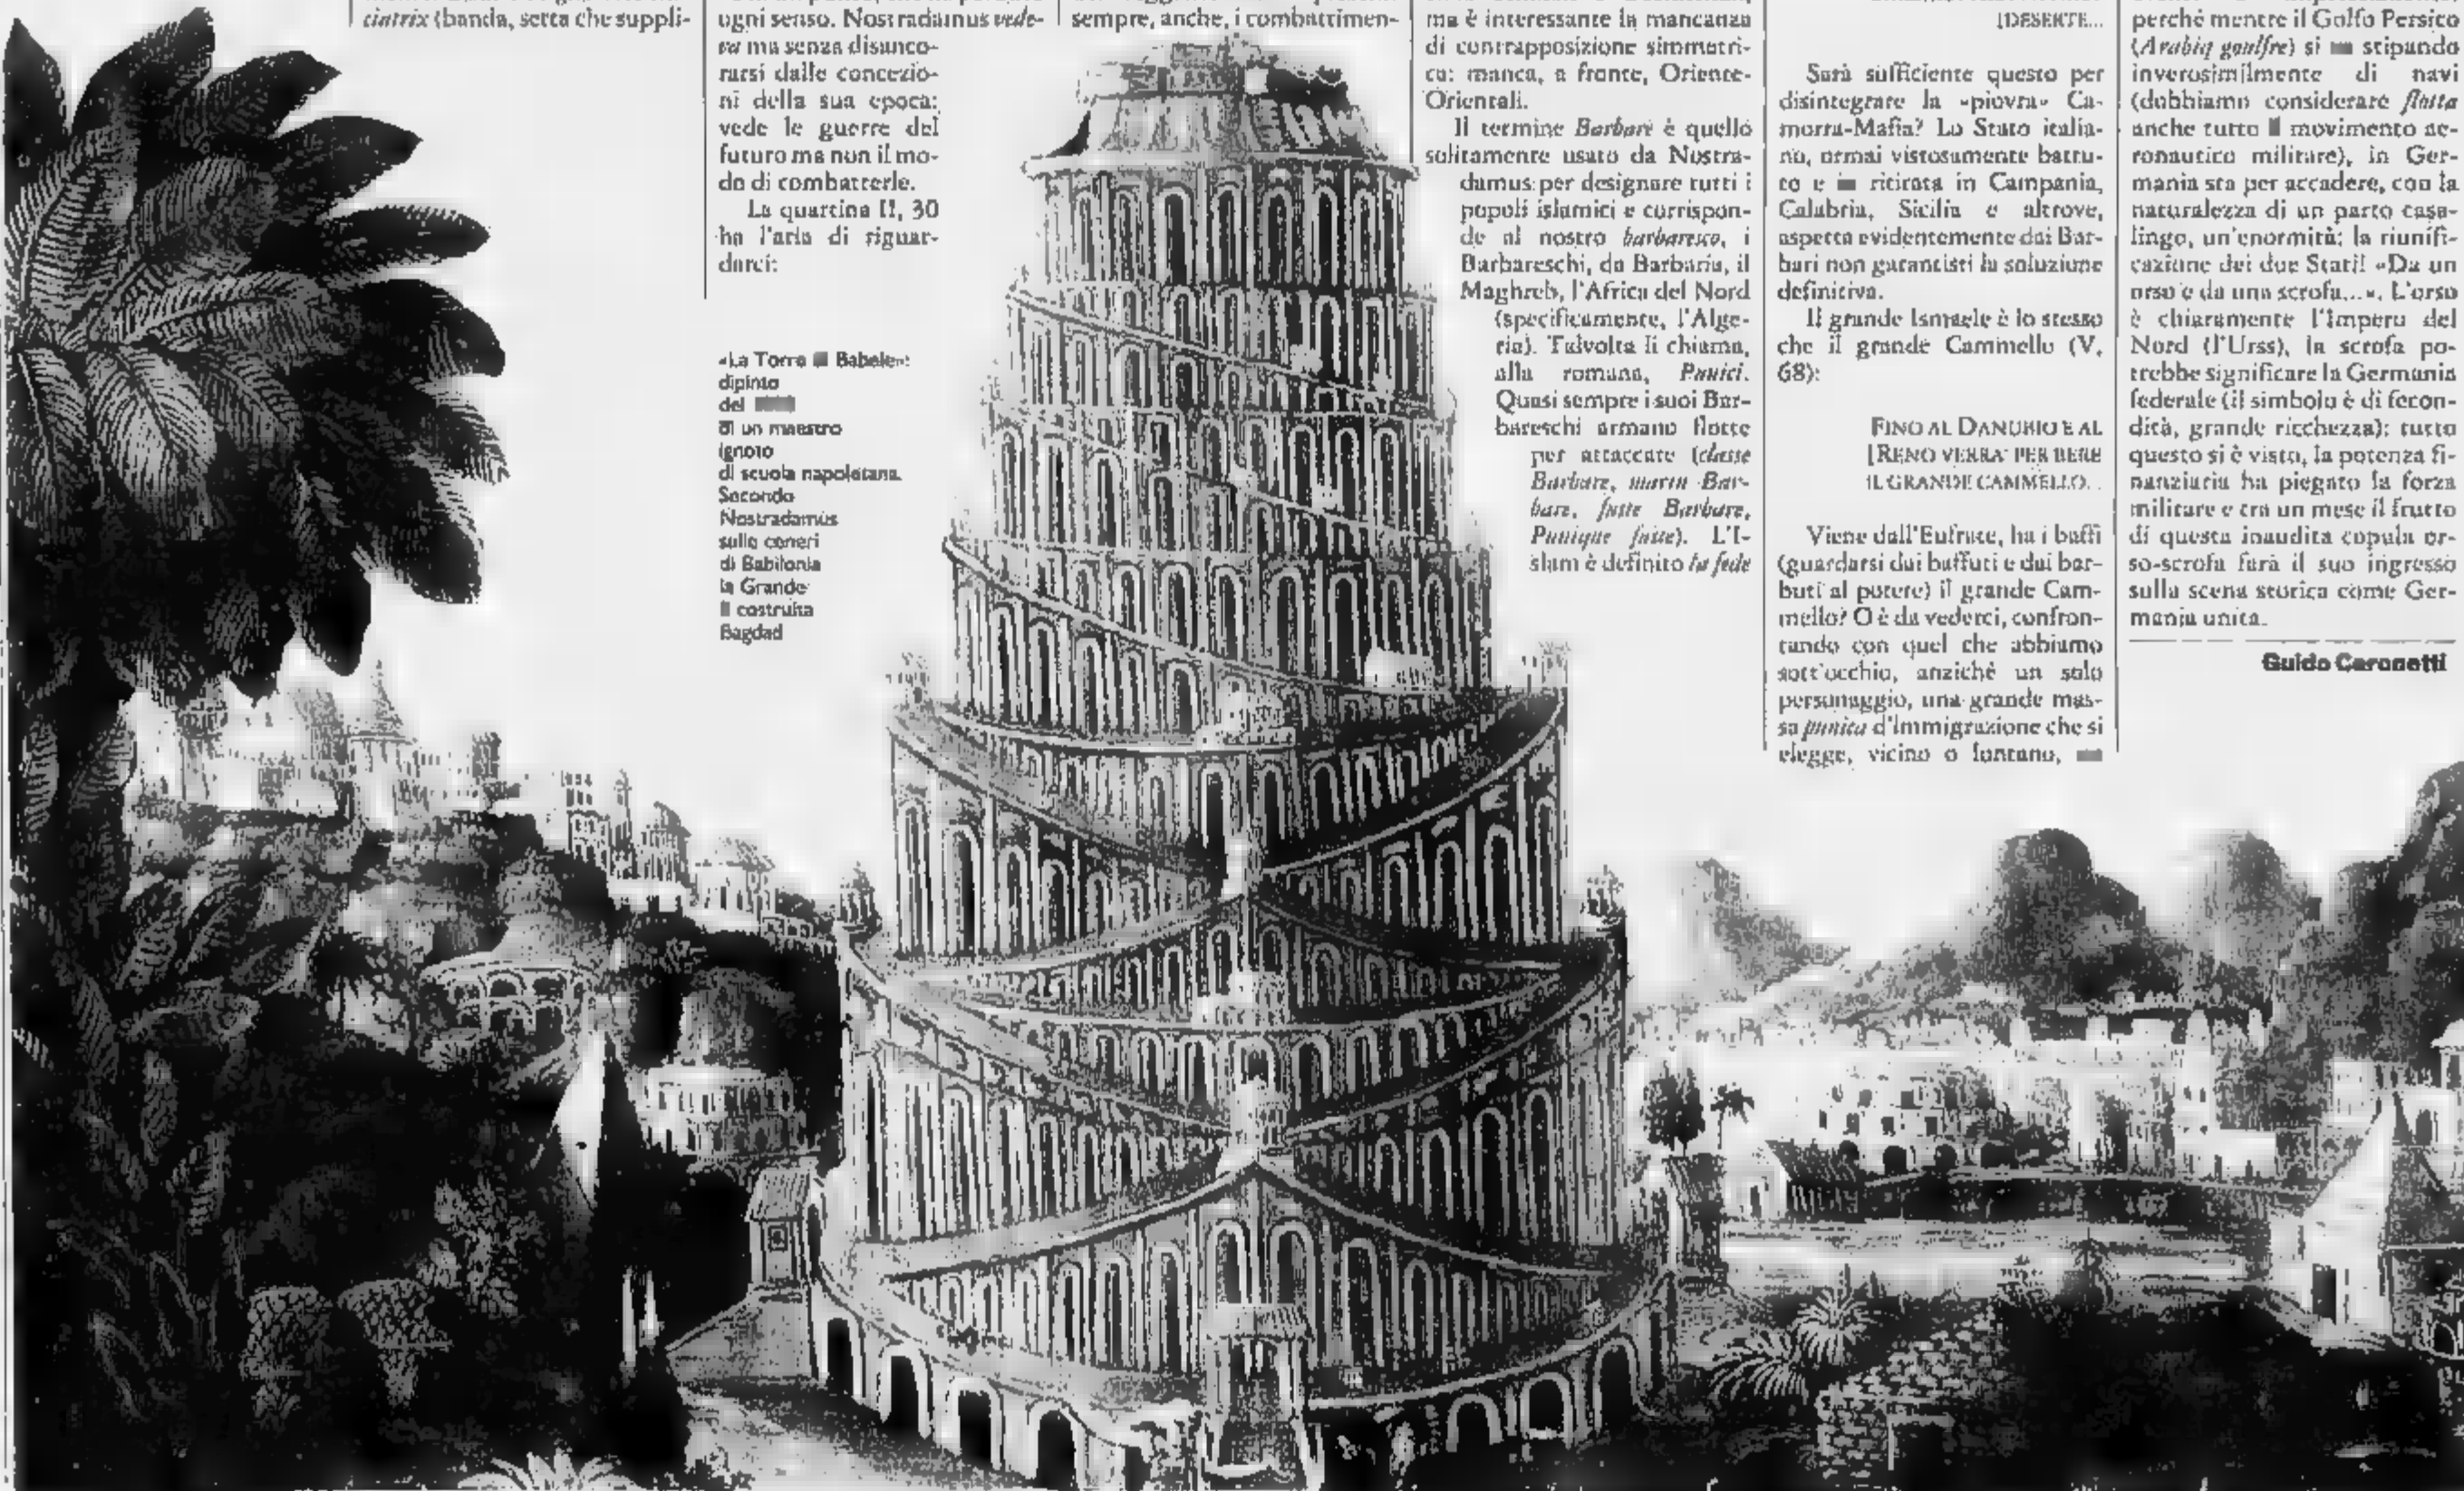 ciatrix (banda, setta che suppli-
ogni senso. Nostradamus vede-
va ma senza disanco-
rarsi dalle concezio-
ni della sua epoca:
vede le guerre del
futuro ma non il mo-
do di combatterle.
La quartina II, 30
ha l'aria di riguar-
darci:
«La Torre Babele»:
dipinto
del
di un maestro
ignoto
di scuola napoletana.
Secondo
Nostradamus
sulle ceneri
di Babilonia
la Grande
è costruita
Bagdad
sempre, anche, i combattimen-
ma è interessante la mancanza
di contrapposizione simmetri-
ca: manca, a fronte, Oriente-
Orientali.
Il termine Barbare è quello
solitamente usato da Nostra-
damus per designare tutti i
popoli islamici e corrispon-
de al nostro barbaresco, i
Barbareschi, da Barbaria, il
Maghreb, l'Africa del Nord
(specificamente, l'Alge-
ria). Talvolta li chiama,
alla romana, Punici.
Quasi sempre i suoi Bar-
bareschi armano flotte
per attaccare (classe
Barbare, marin Bar-
bare, fuste Barbare,
Punique fuste). L'I-
slam è definito la fede
[DESERTE...
Sarà sufficiente questo per
disintegrare la «piovra» Ca-
morra-Mafia? Lo Stato italia-
no, ormai vistosamente battu-
to e ritirata in Campania,
Calabria, Sicilia e altrove,
aspetta evidentemente dai Bar-
bari non garantisti la soluzione
definitiva.
Il grande Ismaele è lo stesso
che il grande Cammello (V,
68):
FINO AL DANUBIO E AL
[RENO VERRA' PER BERE
IL GRANDE CAMMELLO...
Viene dall'Eufrate, ha i baffi
(guardarsi dai baffuti e dai bar-
buti al potere) il grande Cam-
mello? O è da vederci, confron-
tando con quel che abbiamo
sott'occhio, anziché un solo
personaggio, una grande mas-
sa punica d'immigrazione che si
elegge, vicino o lontano,
perché mentre il Golfo Persico
(Arabiq goulfre) si stipando
inverosimilmente di navi
(dobbiamo considerare flotta
anche tutto movimento ae-
ronautico militare), in Ger-
mania sta per accadere, con la
naturalezza di un parto casa-
lingo, un'enormità: la riunifi-
cazione dei due Stati! «Da un
orso e da una scrofa...». L'orso
è chiaramente l'Impero del
Nord (l'Urss), la scrofa po-
trebbe significare la Germania
federale (il simbolo è di fecon-
dità, grande ricchezza): tutto
questo si è visto, la potenza fi-
nanziaria ha piegato la forza
militare e tra un mese il frutto
di questa inaudita copula or-
so-scrofa farà il suo ingresso
sulla scena storica come Ger-
mania unita.
Guido Ceronetti